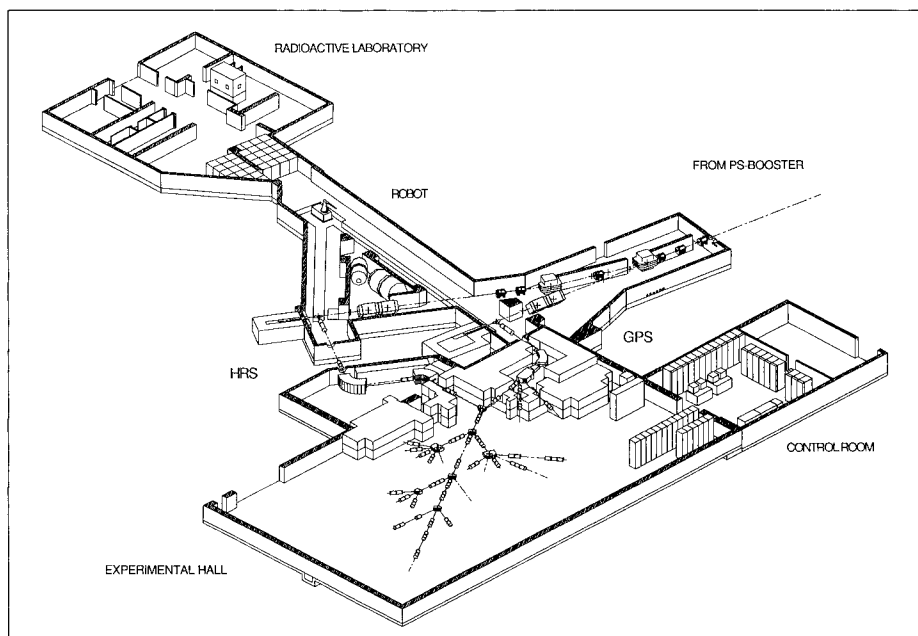 RADIOACTIVE LABORATORY
FROM PS-BOOSTER
ROBOT
GPS
HRS
CONTROL ROOM
EXPERIMENTAL HALL